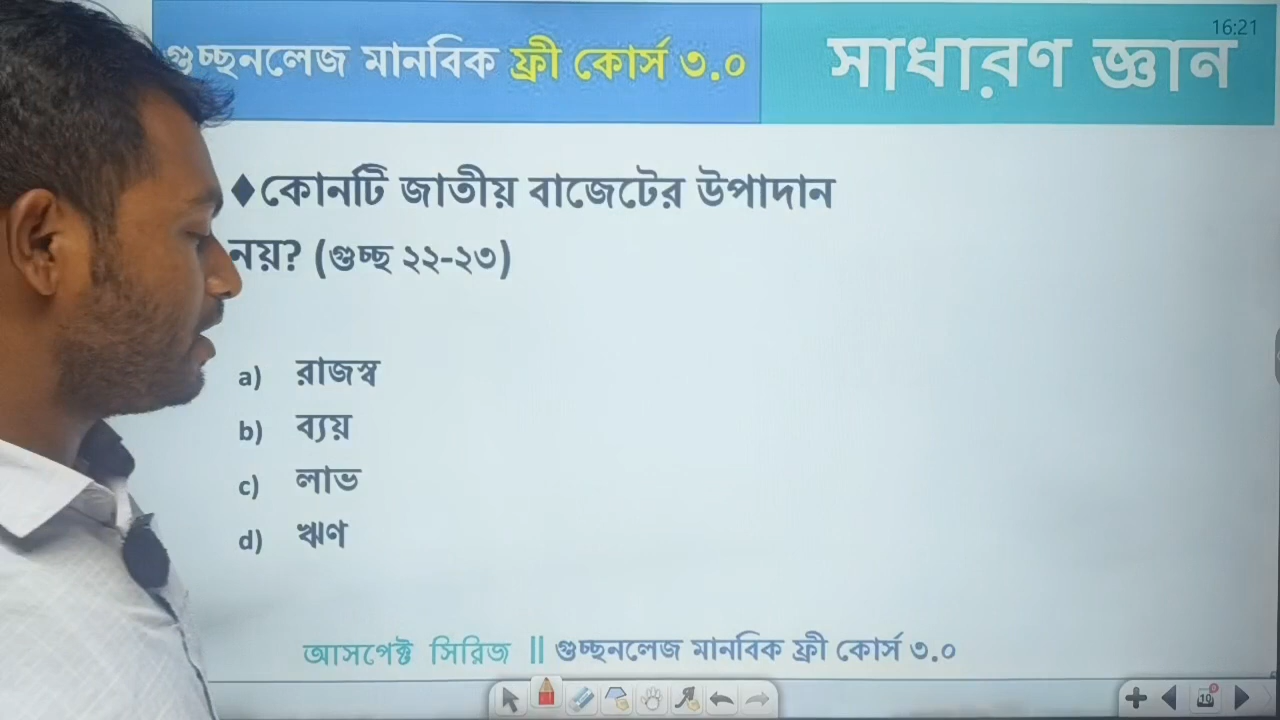 16:21
গুচ্ছনলেজ মানবিক ফ্রী কোর্স ৩.০
সাধারণ জ্ঞান
♦কোনটি জাতীয় বাজেটের উপাদান
নয়? (গুচ্ছ ২২-২৩)
a) রাজস্ব
b) ব্যয়
c) লাভ
d) ঋণ
আসপেক্ট সিরিজ || গুচ্ছনলেজ মানবিক ফ্রী কোর্স ৩.০
10